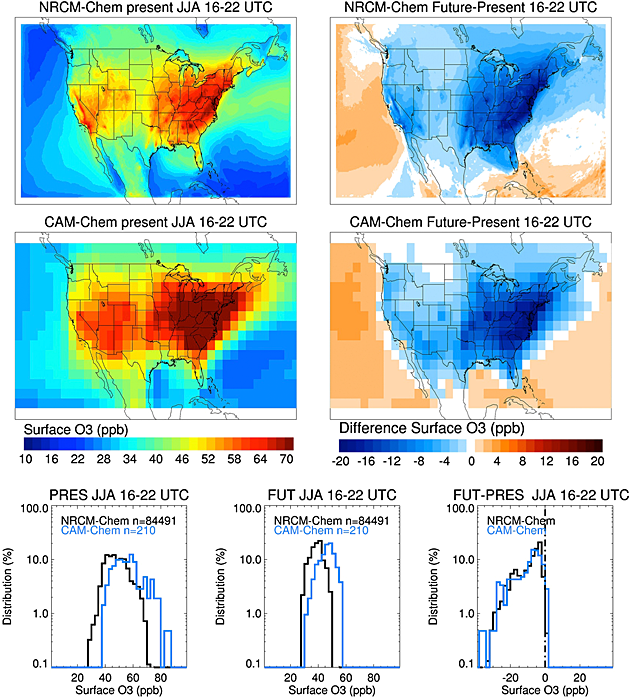 NRCM-Chem present JJA 16-22 UTC
NRCM-Chem Future-Present 16-22 UTC
CAM-Chem present JJA 16-22 UTC
CAM-Chem Future-Present 16-22 UTC
Surface O3 (ppb)
10 16 22 28 34 40 46 52 58 64 70
Difference Surface O3 (ppb)
-20 -16 -12 -8 -4 0 4 8 12 16 20
PRES JJA 16-22 UTC
FUT JJA 16-22 UTC
FUT-PRES JJA 16-22 UTC
Distribution (%)
100.0
10.0
1.0
0.1
NRCM-Chem n=84491
CAM-Chem n=210
0 20 40 60 80
Surface O3 (ppb)
Distribution (%)
100.0
10.0
1.0
0.1
NRCM-Chem n=84491
CAM-Chem n=210
0 20 40 60 80
Surface O3 (ppb)
Distribution (%)
100.0
10.0
1.0
0.1
NRCM-Chem
CAM-Chem
-20 0 20
Surface O3 (ppb)